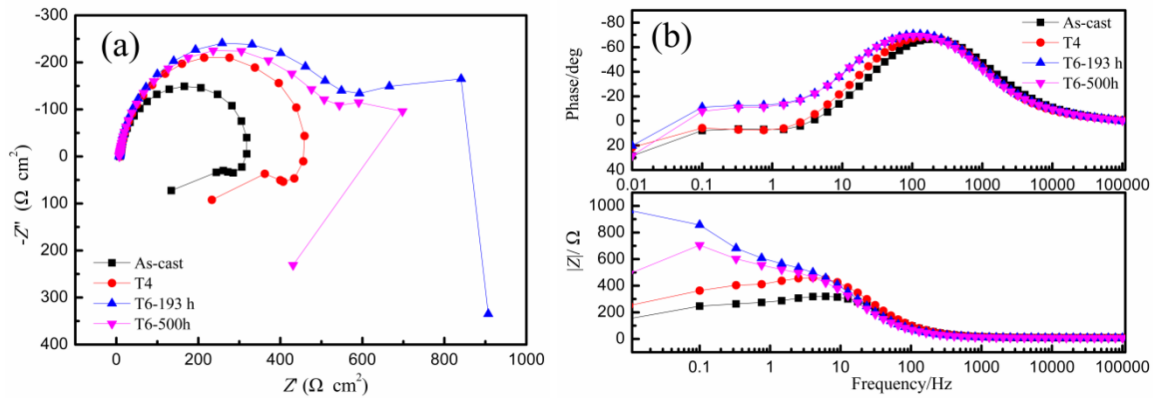 (a)
-Z'' (Ω cm²)
-300
-200
-100
0
100
200
300
400
0 200 400 600 800 1000
Z' (Ω cm²)
As-cast
T4
T6-193 h
T6-500h
(b)
Phase/deg
-80
-60
-40
-20
0
20
40
0.01 0.1 1 10 100 1000 10000 100000
As-cast
T4
T6-193 h
T6-500h
|Z|/ Ω
1000
800
600
400
200
0
0.1 1 10 100 1000 10000 100000
Frequency/Hz